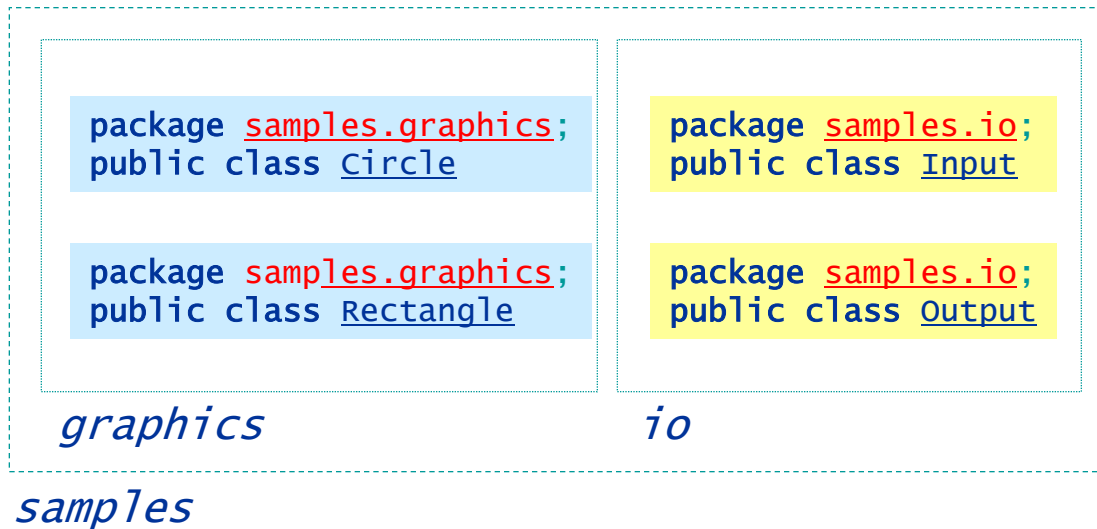 package samples.graphics;
public class Circle
package samples.graphics;
public class Rectangle
graphics
package samples.io;
public class Input
package samples.io;
public class Output
io
samples